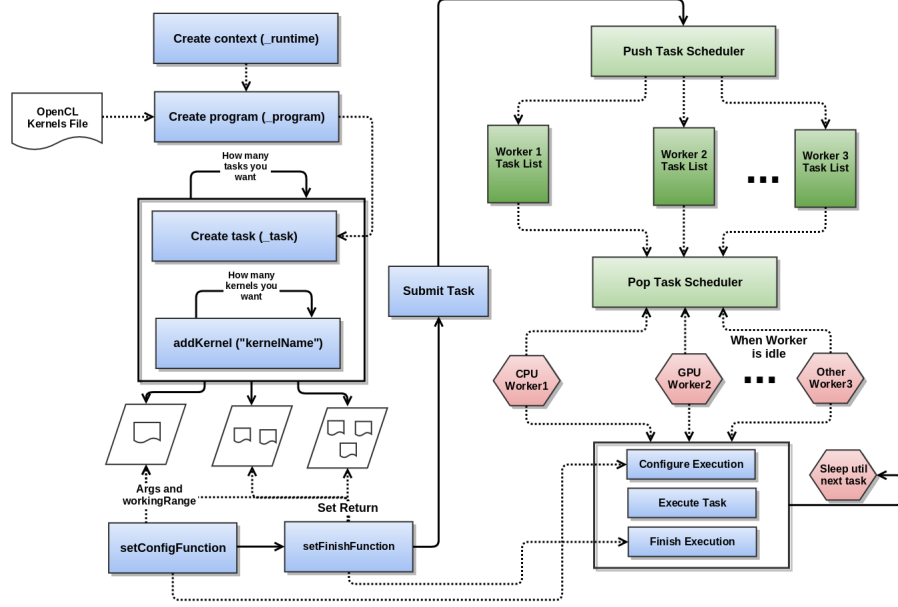 Create context (_runtime)
OpenCL
Kernels File
Create program (_program)
How many
tasks you
want
Create task (_task)
How many
kernels you
want
addKernel ("kernelName")
Args and
workingRange
Set Return
setConfigFunction
setFinishFunction
Submit Task
Push Task Scheduler
Worker 1
Task List
Worker 2
Task List
...
Worker 3
Task List
Pop Task Scheduler
When Worker
is idle
CPU
Worker1
GPU
Worker2
...
Other
Worker3
Configure Execution
Execute Task
Finish Execution
Sleep util
next task